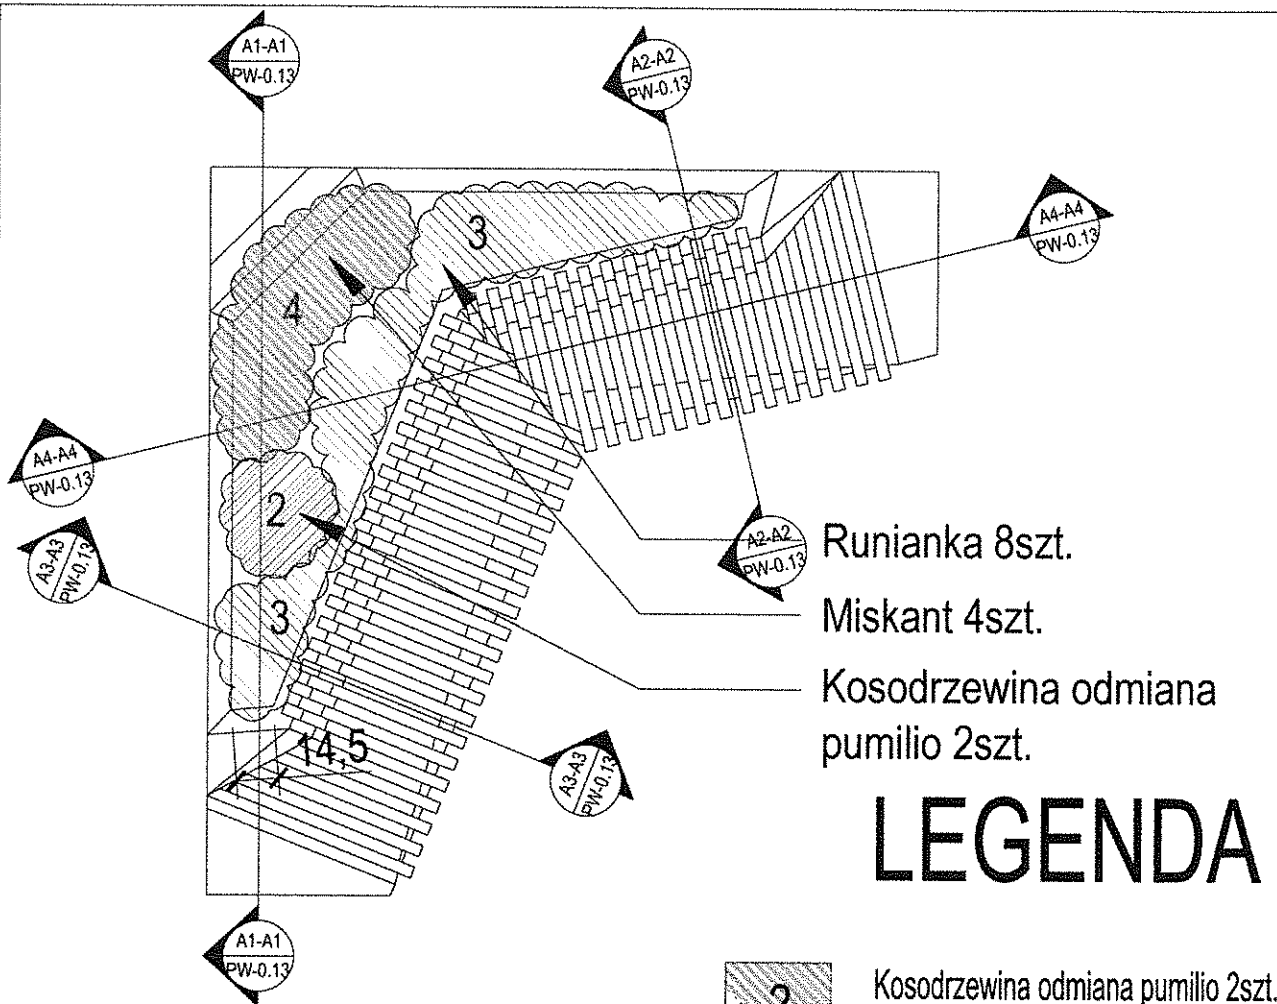 A1-A1
PW-0.13
A2-A2
PW-0.13
A4-A4
PW-0.13
3
4
A4-A4
PW-0.13
2
A3-A3
PW-0.13
A2-A2
PW-0.13
Runianka 8szt.
3
Miskant 4szt.
Kosodrzewina odmiana
pumilio 2szt.
14,5
A3-A3
PW-0.13
LEGENDA
A1-A1
PW-0.13
2
Kosodrzewina odmiana pumilio 2szt.